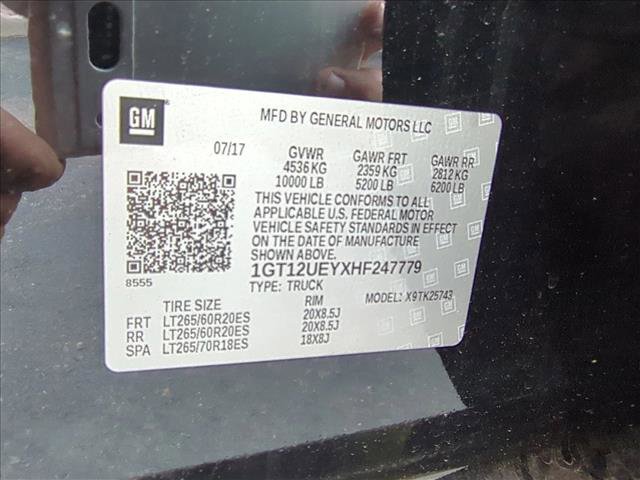 GM
MFD BY GENERAL MOTORS LLC
07/17 GVWR GAWR FRT GAWR RR
4536 KG 2359 KG 2812 KG
10000 LB 5200 LB 6200 LB
THIS VEHICLE CONFORMS TO ALL
APPLICABLE U.S. FEDERAL MOTOR
VEHICLE SAFETY STANDARDS IN EFFECT
ON THE DATE OF MANUFACTURE
SHOWN ABOVE.
8555
1GT12UEYXHF247779
TYPE: TRUCK MODEL: X9TK25743
TIRE SIZE RIM
FRT LT265/60R20ES 20X8.5J
RR LT265/60R20ES 20X8.5J
SPA LT265/70R18ES 18X8J